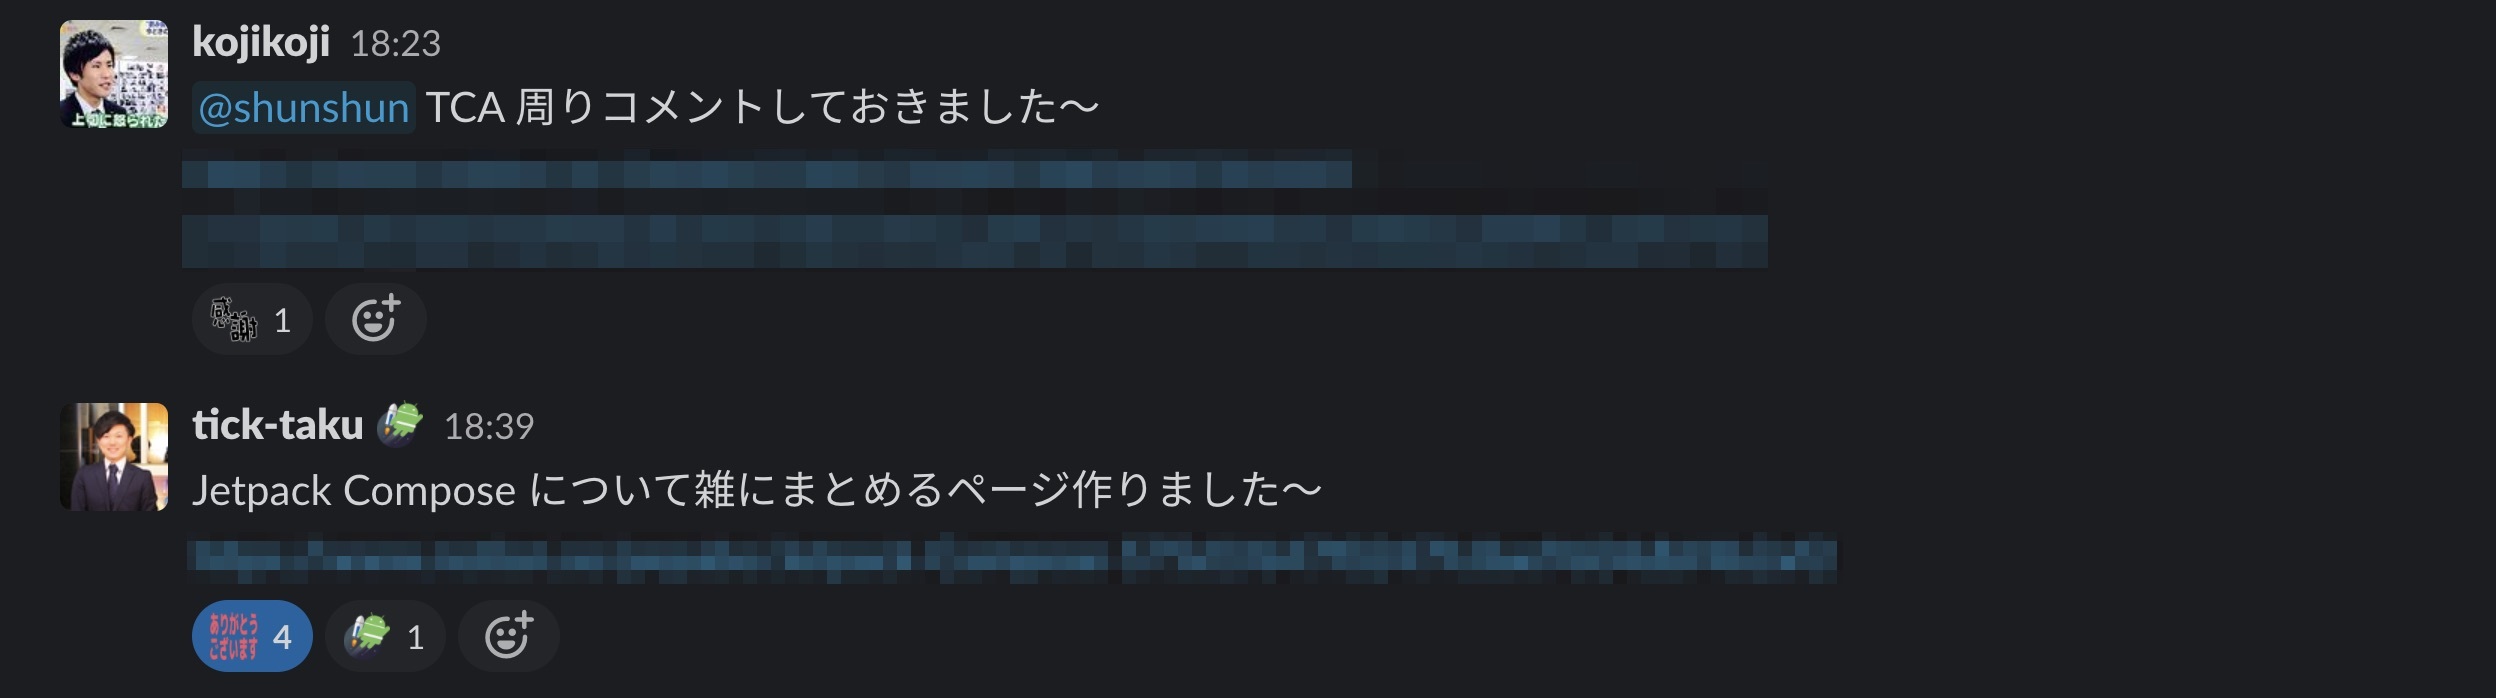 kojikoji 18:23
上司に怒られた
@shunshun TCA 周りコメントしておきました〜
感謝 1
tick-taku 18:39
Jetpack Compose について雑にまとめるページ作りました〜
ありがとう
ございます 4
1